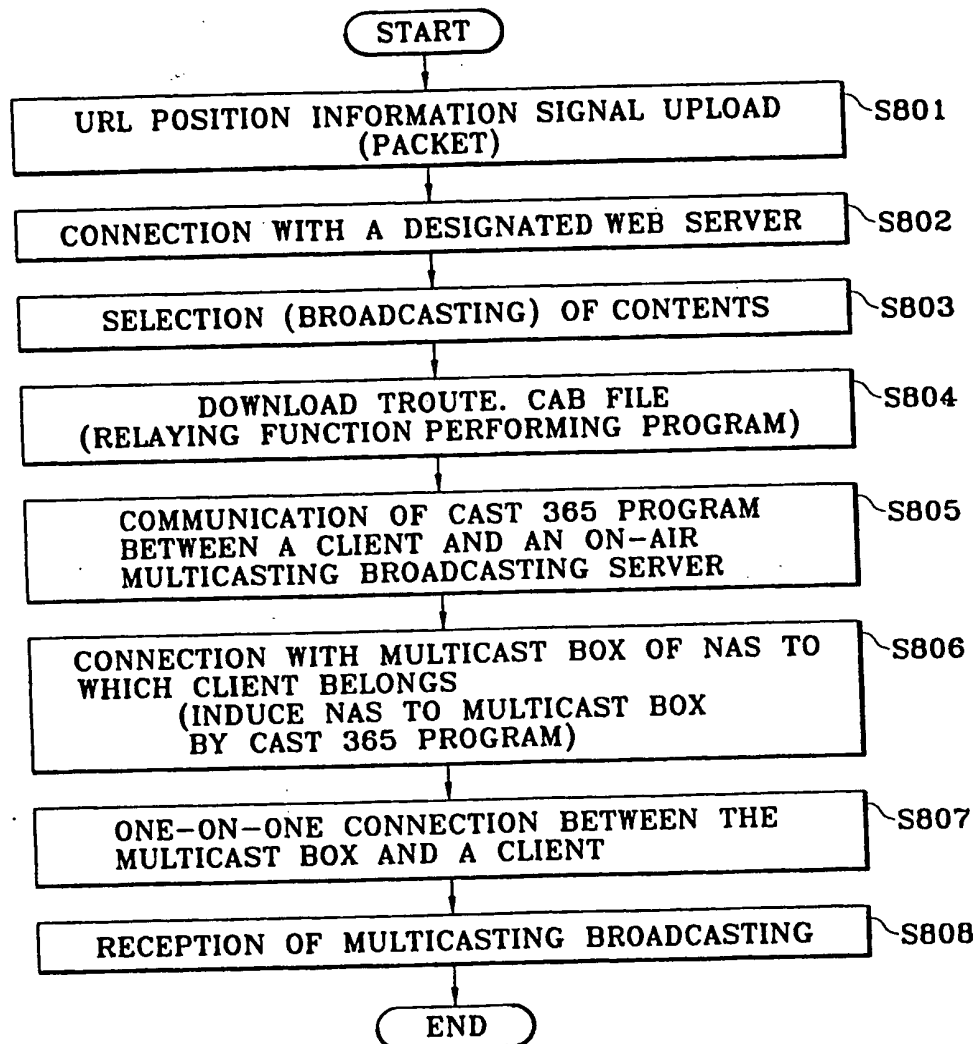 START
URL POSITION INFORMATION SIGNAL UPLOAD
(PACKET)
S801
CONNECTION WITH A DESIGNATED WEB SERVER
S802
SELECTION (BROADCASTING) OF CONTENTS
S803
DOWNLOAD TROUTE. CAB FILE
(RELAYING FUNCTION PERFORMING PROGRAM)
S804
COMMUNICATION OF CAST 365 PROGRAM
BETWEEN A CLIENT AND AN ON-AIR
MULTICASTING BROADCASTING SERVER
S805
CONNECTION WITH MULTICAST BOX OF NAS TO
WHICH CLIENT BELONGS
(INDUCE NAS TO MULTICAST BOX
BY CAST 365 PROGRAM)
S806
ONE-ON-ONE CONNECTION BETWEEN THE
MULTICAST BOX AND A CLIENT
S807
RECEPTION OF MULTICASTING BROADCASTING
S808
END